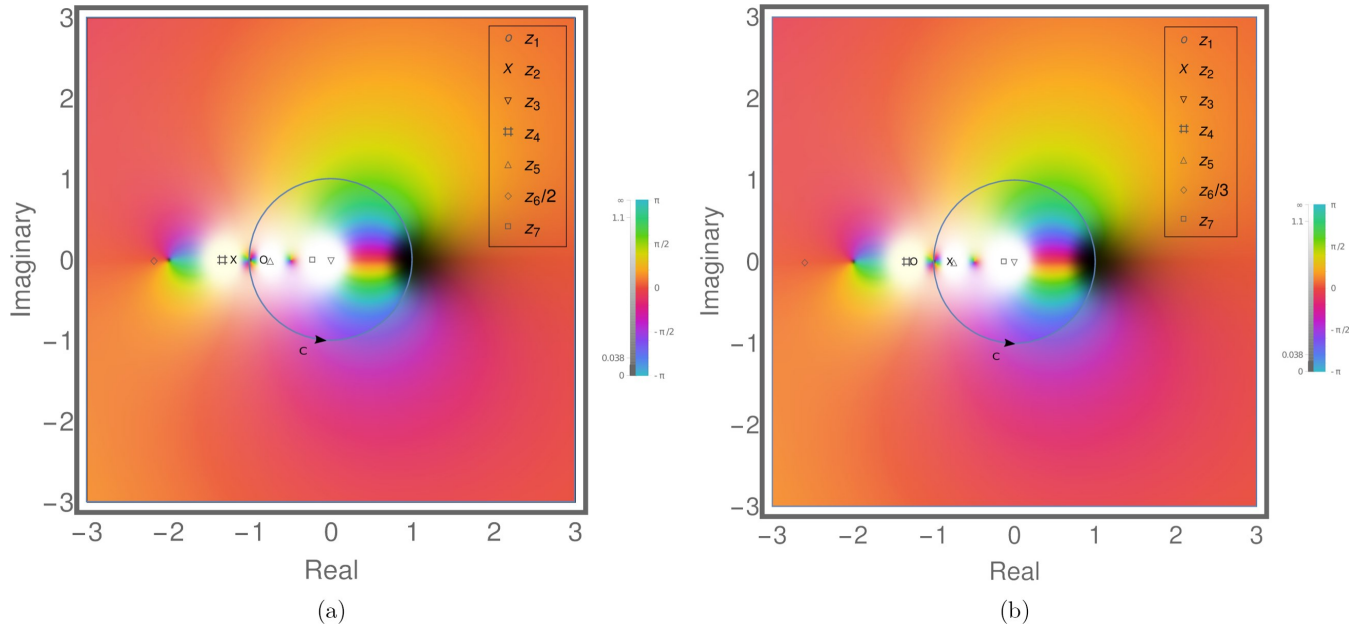 3
2
1
0
−1
−2
−3
−3 −2 −1 0 1 2 3
Imaginary
Real
z1
z2
z3
z4
z5
z6/2
z7
c
∞
1.1
0.038
0
π
π/2
0
- π/2
- π
(a)
3
2
1
0
−1
−2
−3
−3 −2 −1 0 1 2 3
Imaginary
Real
z1
z2
z3
z4
z5
z6/3
z7
c
∞
1.1
0.038
0
π
π/2
0
- π/2
- π
(b)